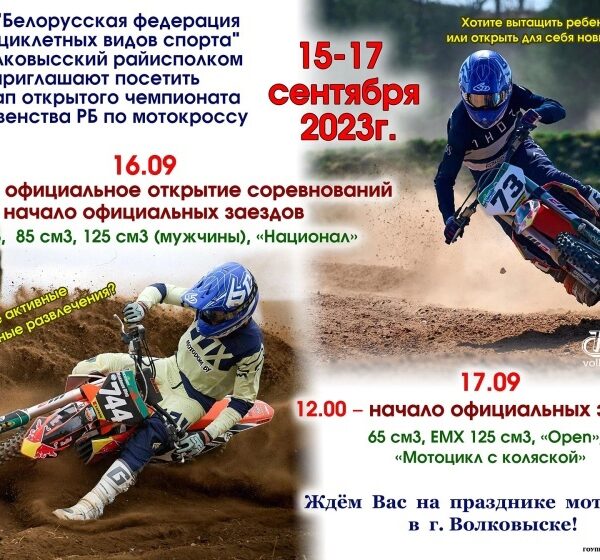 "Белорусская федерация
циклетных видов спорта"
лковысский райисполком
приглашают посетить
ап открытого чемпионата
венства РБ по мотокроссу
Хотите вытащить ребен
или открыть для себя нов
15-17
сентября
2023г.
16.09
официальное открытие соревнований
начало официальных заездов
85 см3, 125 см3 (мужчины), «Национал»
активные
ные развлечения?
73
744
17.09
12.00 – начало официальных з
65 см3, EMX 125 см3, «Open»
«Мотоцикл с коляской»
Ждём Вас на празднике мот
в г. Волковыске!